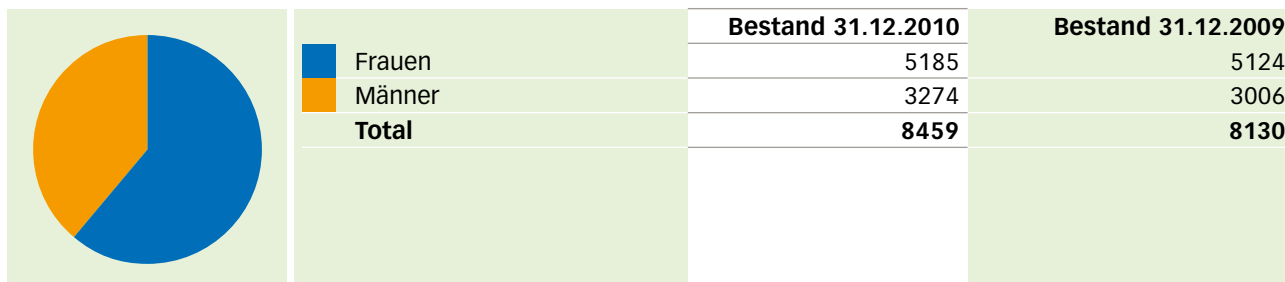 Bestand 31.12.2010 Bestand 31.12.2009
Frauen 5185 5124
Männer 3274 3006
Total 8459 8130